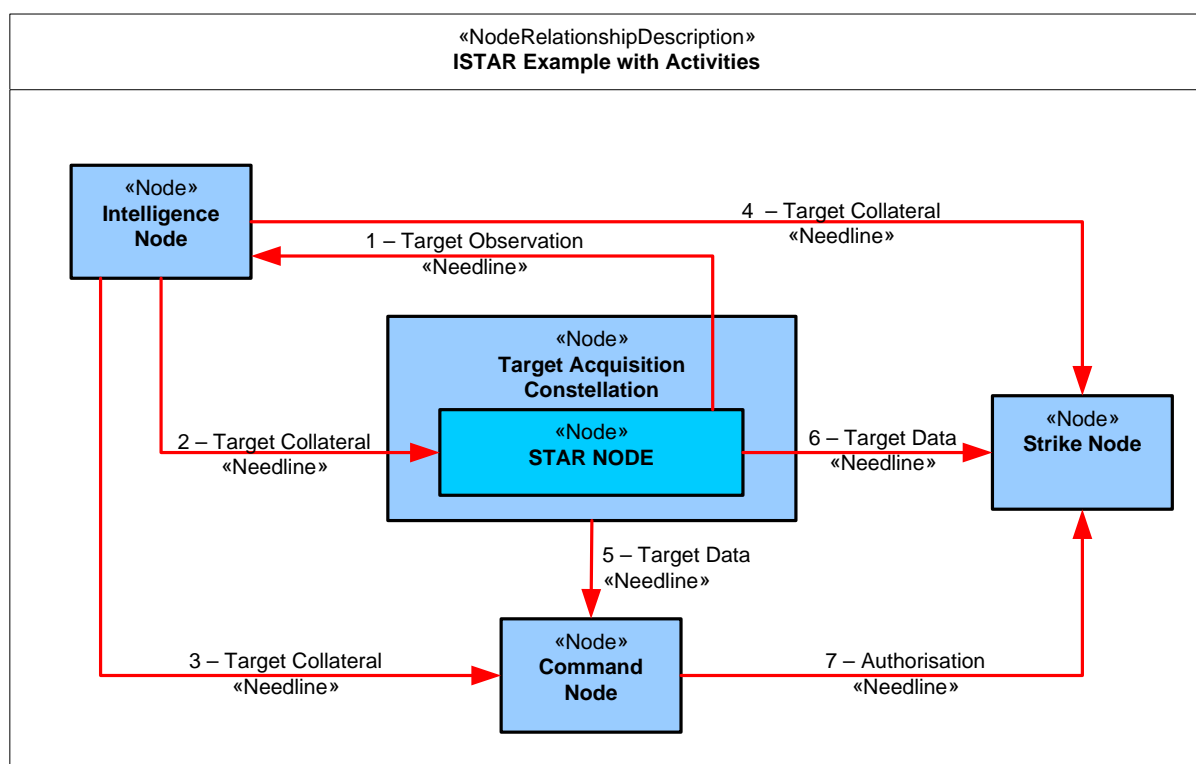 «NodeRelationshipDescription»
ISTAR Example with Activities
«Node»
Intelligence
Node
4 – Target Collateral
«Needline»
1 – Target Observation
«Needline»
«Node»
Target Acquisition
Constellation
«Node»
STAR NODE
2 – Target Collateral
«Needline»
6 – Target Data
«Needline»
«Node»
Strike Node
5 – Target Data
«Needline»
«Node»
Command
Node
3 – Target Collateral
«Needline»
7 – Authorisation
«Needline»